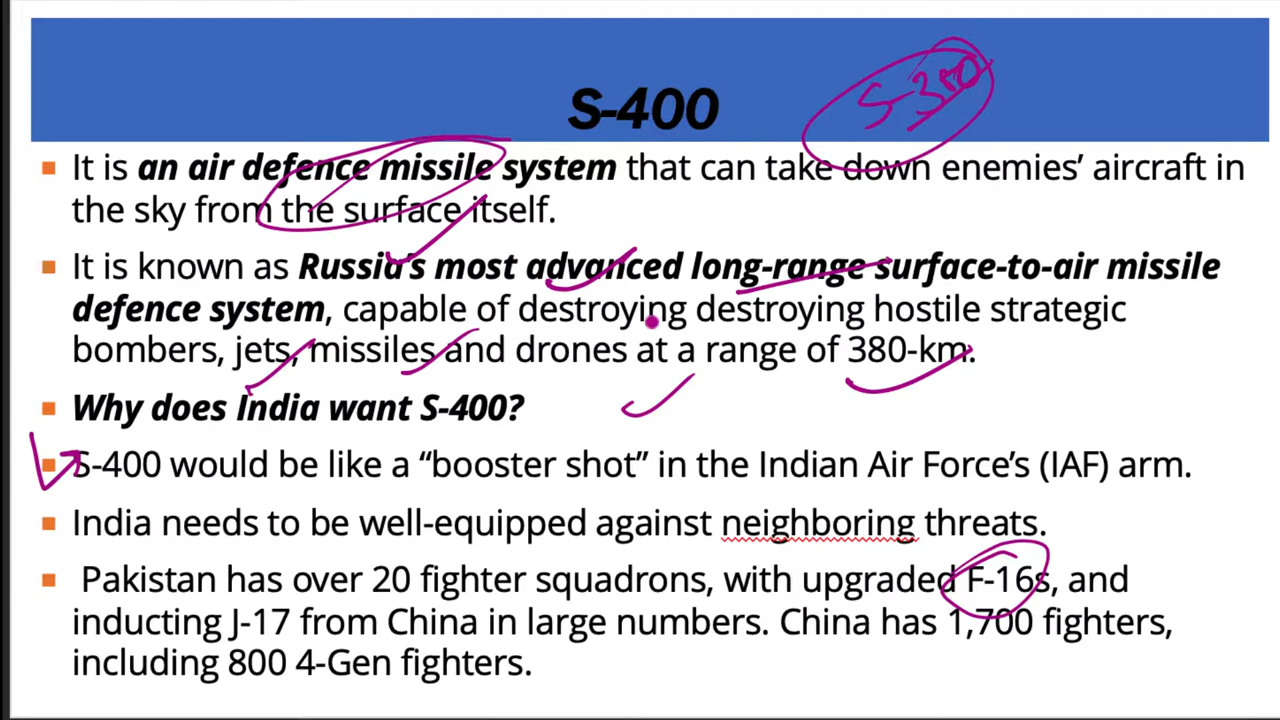 S-400
S-300
It is an air defence missile system that can take down enemies’ aircraft in
the sky from the surface itself.
It is known as Russia’s most advanced long-range surface-to-air missile
defence system, capable of destroying destroying hostile strategic
bombers, jets, missiles and drones at a range of 380-km.
Why does India want S-400?
S-400 would be like a “booster shot” in the Indian Air Force’s (IAF) arm.
India needs to be well-equipped against neighboring threats.
Pakistan has over 20 fighter squadrons, with upgraded F-16s, and
inducting J-17 from China in large numbers. China has 1,700 fighters,
including 800 4-Gen fighters.